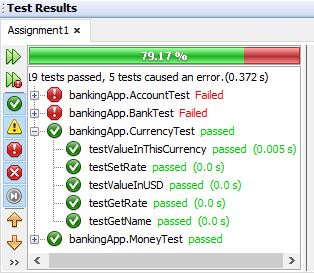 Test Results
Assignment1 ×
79.17 %
19 tests passed, 5 tests caused an error.(0.372 s)
bankingApp.AccountTest Failed
bankingApp.BankTest Failed
bankingApp.CurrencyTest passed
testValueInThisCurrency passed (0.005 s)
testSetRate passed (0.0 s)
testValueInUSD passed (0.0 s)
testGetRate passed (0.0 s)
testGetName passed (0.0 s)
bankingApp.MoneyTest passed
>>